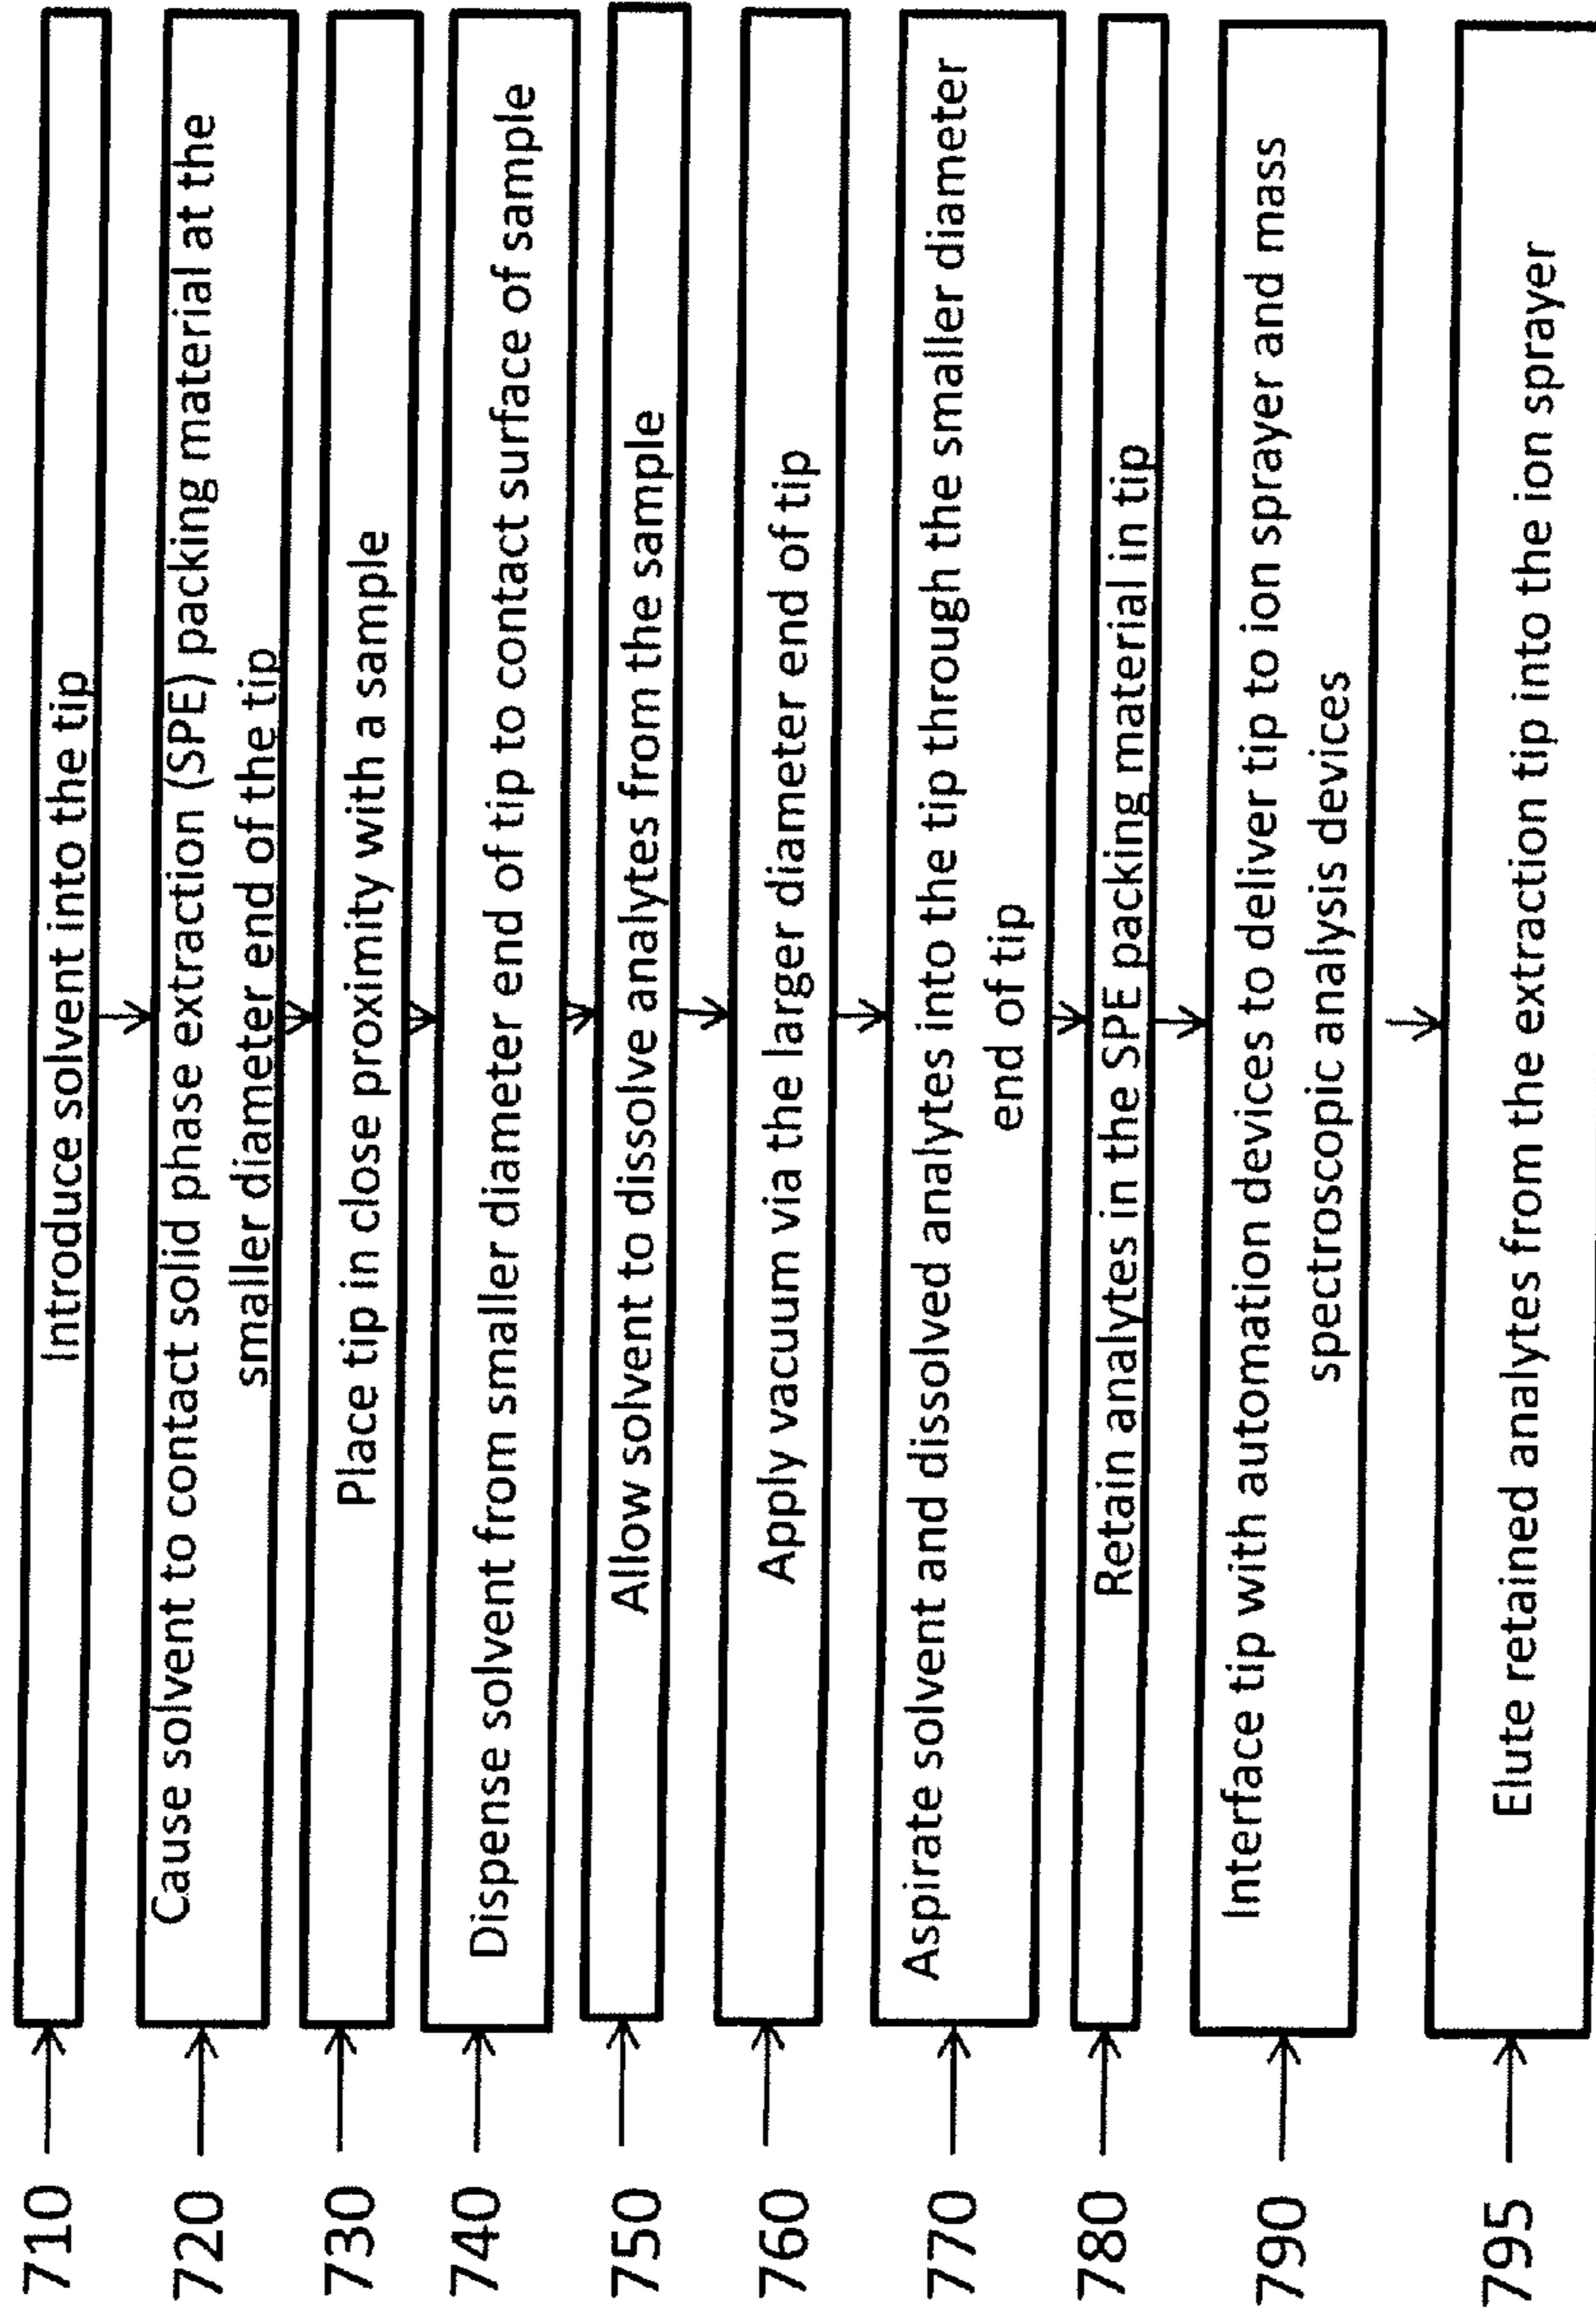 710
Introduce solvent into the tip
720
Cause solvent to contact solid phase extraction (SPE) packing material at the
smaller diameter end of the tip
730
Place tip in close proximity with a sample
740
Dispense solvent from smaller diameter end of tip to contact surface of sample
750
Allow solvent to dissolve analytes from the sample
760
Apply vacuum via the larger diameter end of tip
770
Aspirate solvent and dissolved analytes into the tip through the smaller diameter
end of tip
780
Retain analytes in the SPE packing material in tip
790
Interface tip with automation devices to deliver tip to ion sprayer and mass
spectroscopic analysis devices
795
Elute retained analytes from the extraction tip into the ion sprayer